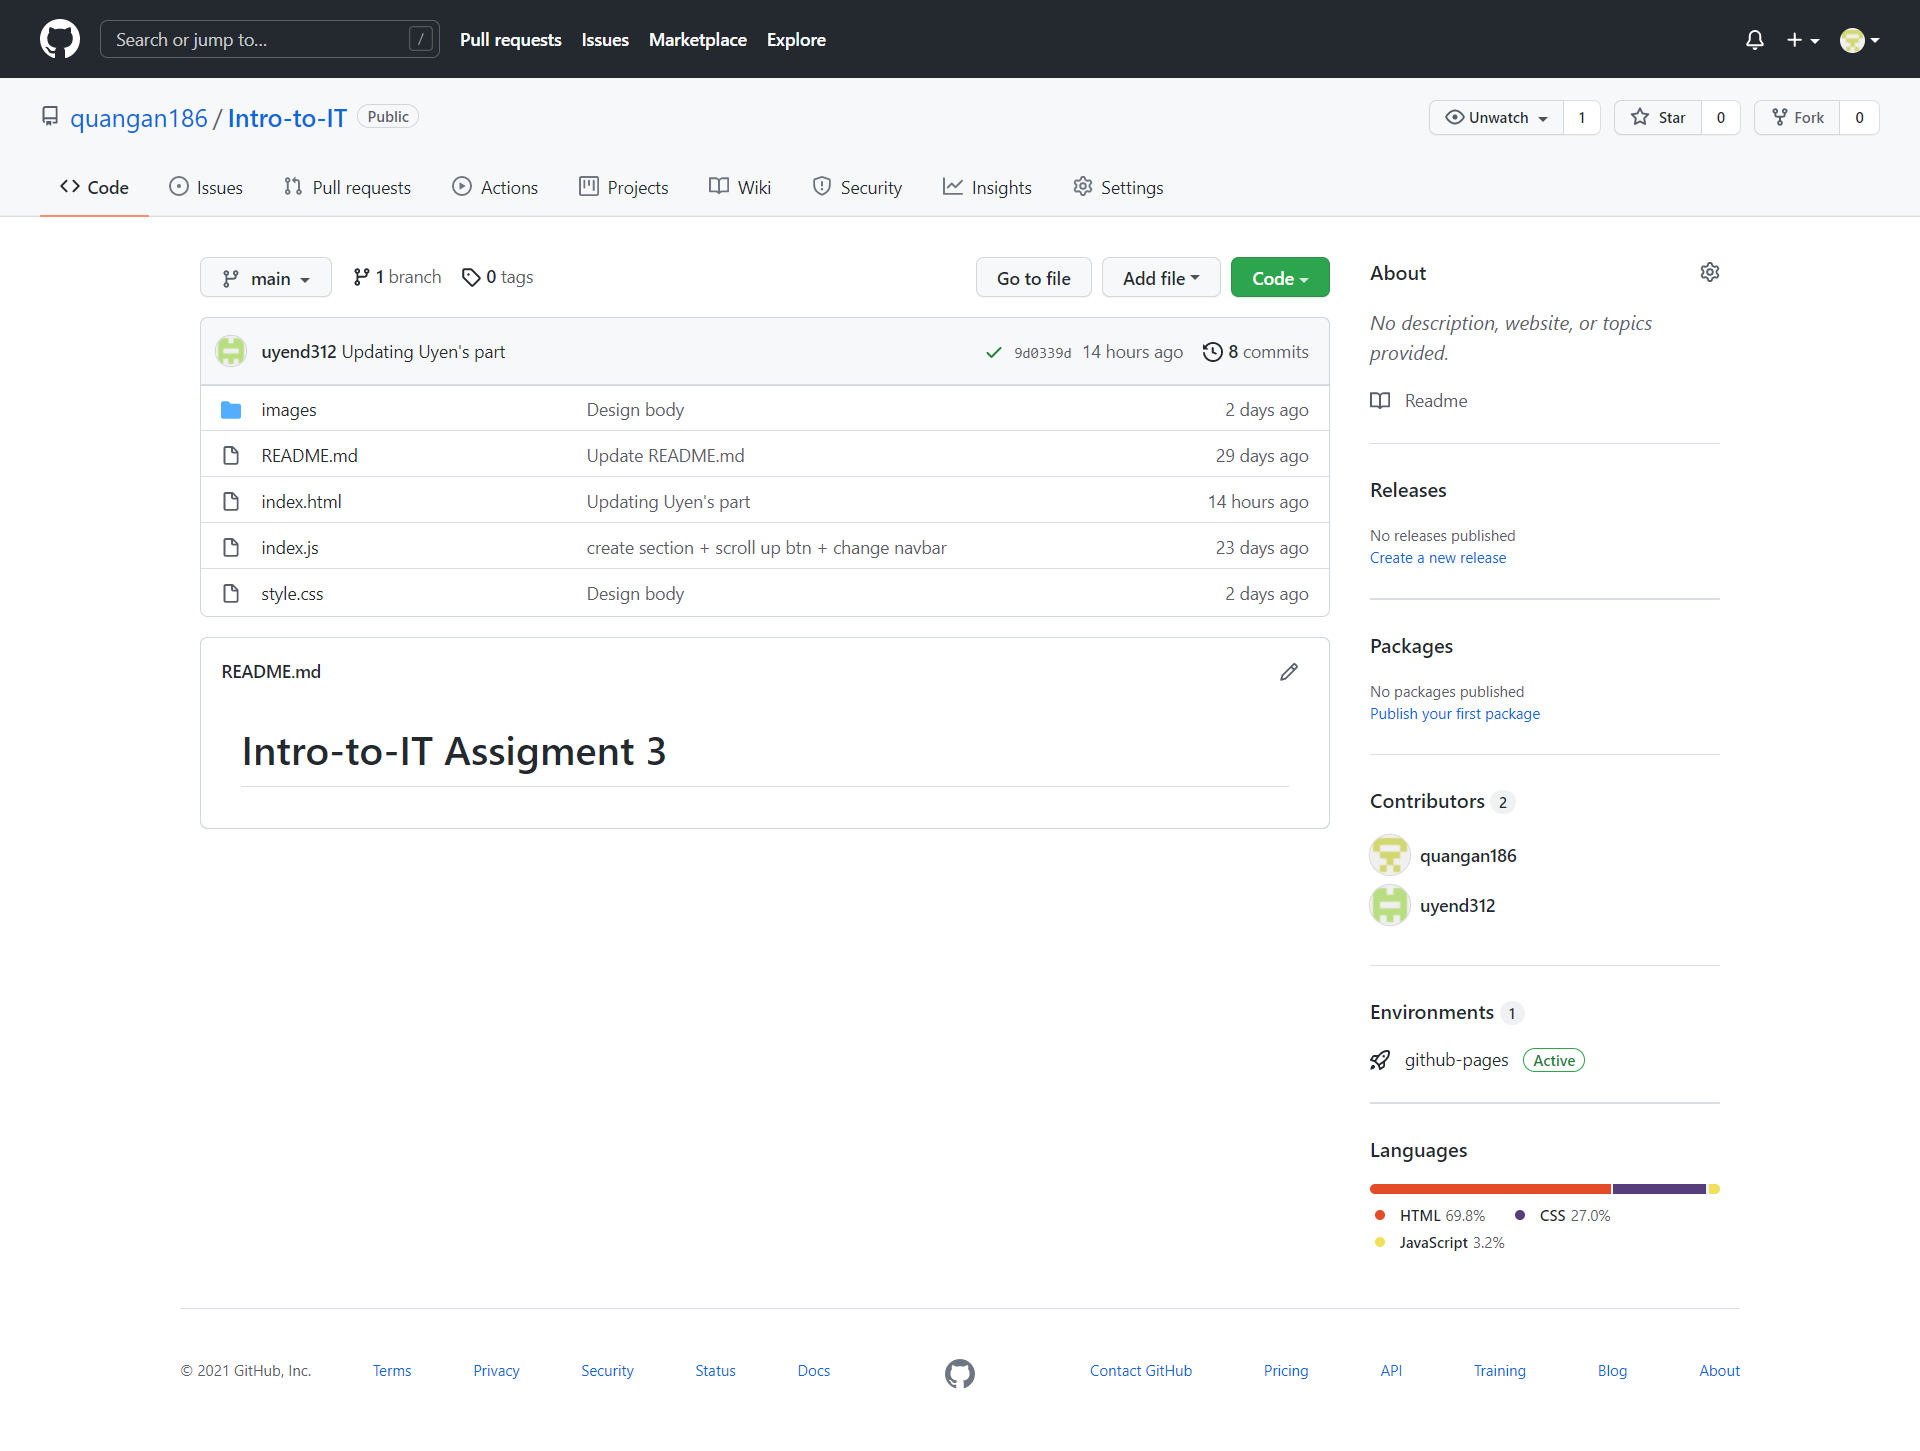 Search or jump to... /
Pull requests Issues Marketplace Explore
quangan186 / Intro-to-IT Public
Unwatch 1 Star 0 Fork 0
Code Issues Pull requests Actions Projects Wiki Security Insights Settings
main 1 branch 0 tags Go to file Add file Code
uyend312 Updating Uyen's part 9d0339d 14 hours ago 8 commits
images Design body 2 days ago
README.md Update README.md 29 days ago
index.html Updating Uyen's part 14 hours ago
index.js create section + scroll up btn + change navbar 23 days ago
style.css Design body 2 days ago
README.md
Intro-to-IT Assigment 3
About
No description, website, or topics
provided.
Readme
Releases
No releases published
Create a new release
Packages
No packages published
Publish your first package
Contributors 2
quangan186
uyend312
Environments 1
github-pages Active
Languages
HTML 69.8% CSS 27.0%
JavaScript 3.2%
© 2021 GitHub, Inc. Terms Privacy Security Status Docs Contact GitHub Pricing API Training Blog About